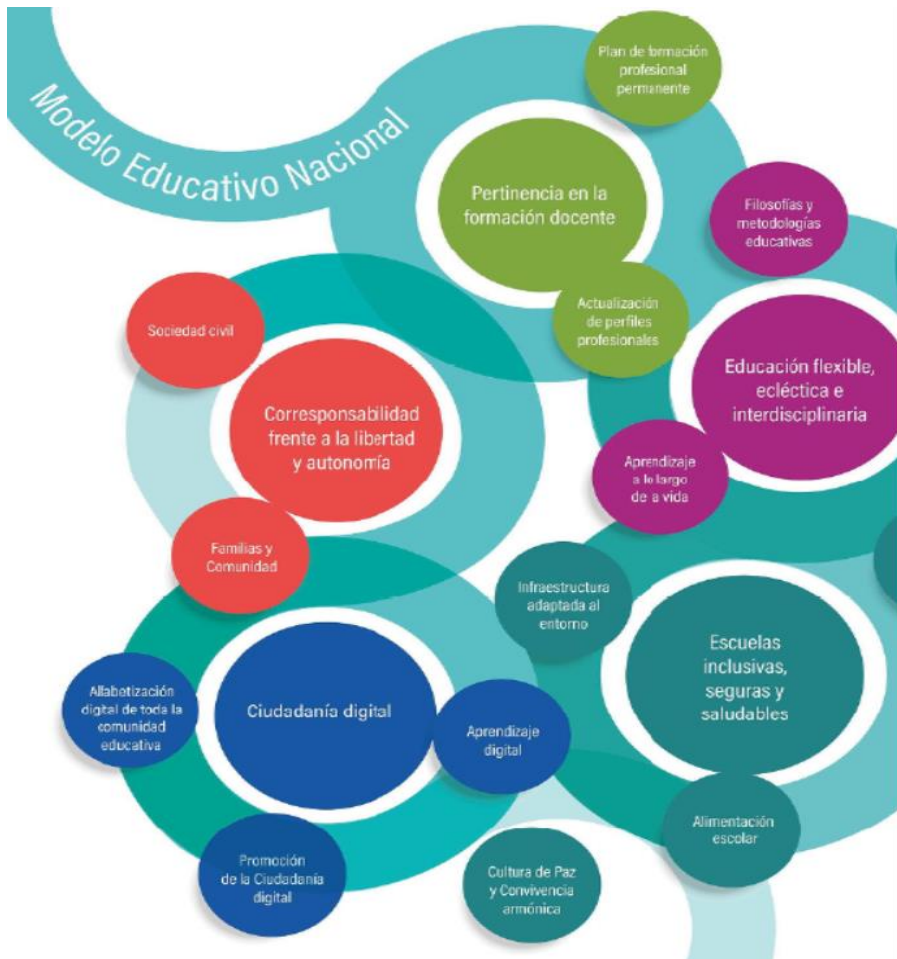 Modelo Educativo Nacional
Plan de formación
profesional
permanente
Pertinencia en la
formación docente
Filosofías y
metodologías
educativas
Actualización
de perfiles
profesionales
Sociedad civil
Educación flexible,
ecléctica e
interdisciplinaria
Corresponsabilidad
frente a la libertad
y autonomía
Aprendizaje
a lo largo
de a vida
Familias y
Comunidad
Infraestructura
adaptada al
entorno
Escuelas
inclusivas,
seguras y
saludables
Allabetización
digital de toda la
comunidad
educativa
Ciudadanía digital
Aprendizaje
digital
Alimentación
escolar
Promoción
de la Ciudadanía
digital
Cultura de Paz
y Convivencia
armónica